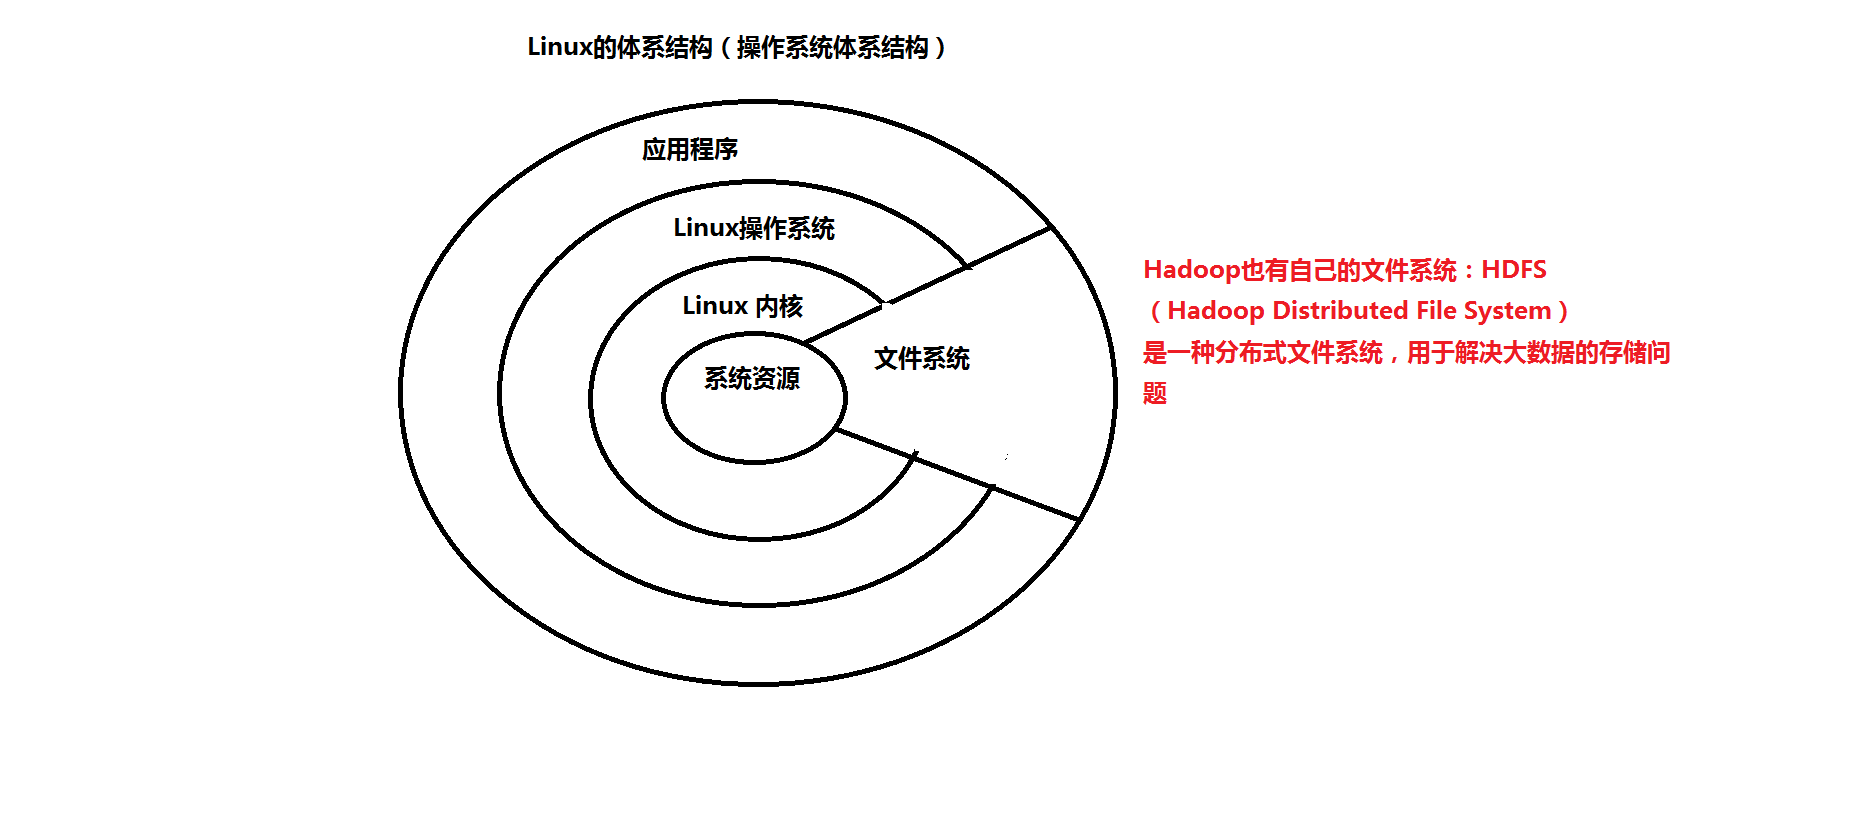 Linux的体系结构（操作系统体系结构）
应用程序
Linux操作系统
Linux 内核
系统资源
文件系统
Hadoop也有自己的文件系统：HDFS
（Hadoop Distributed File System）
是一种分布式文件系统，用于解决大数据的存储问
题